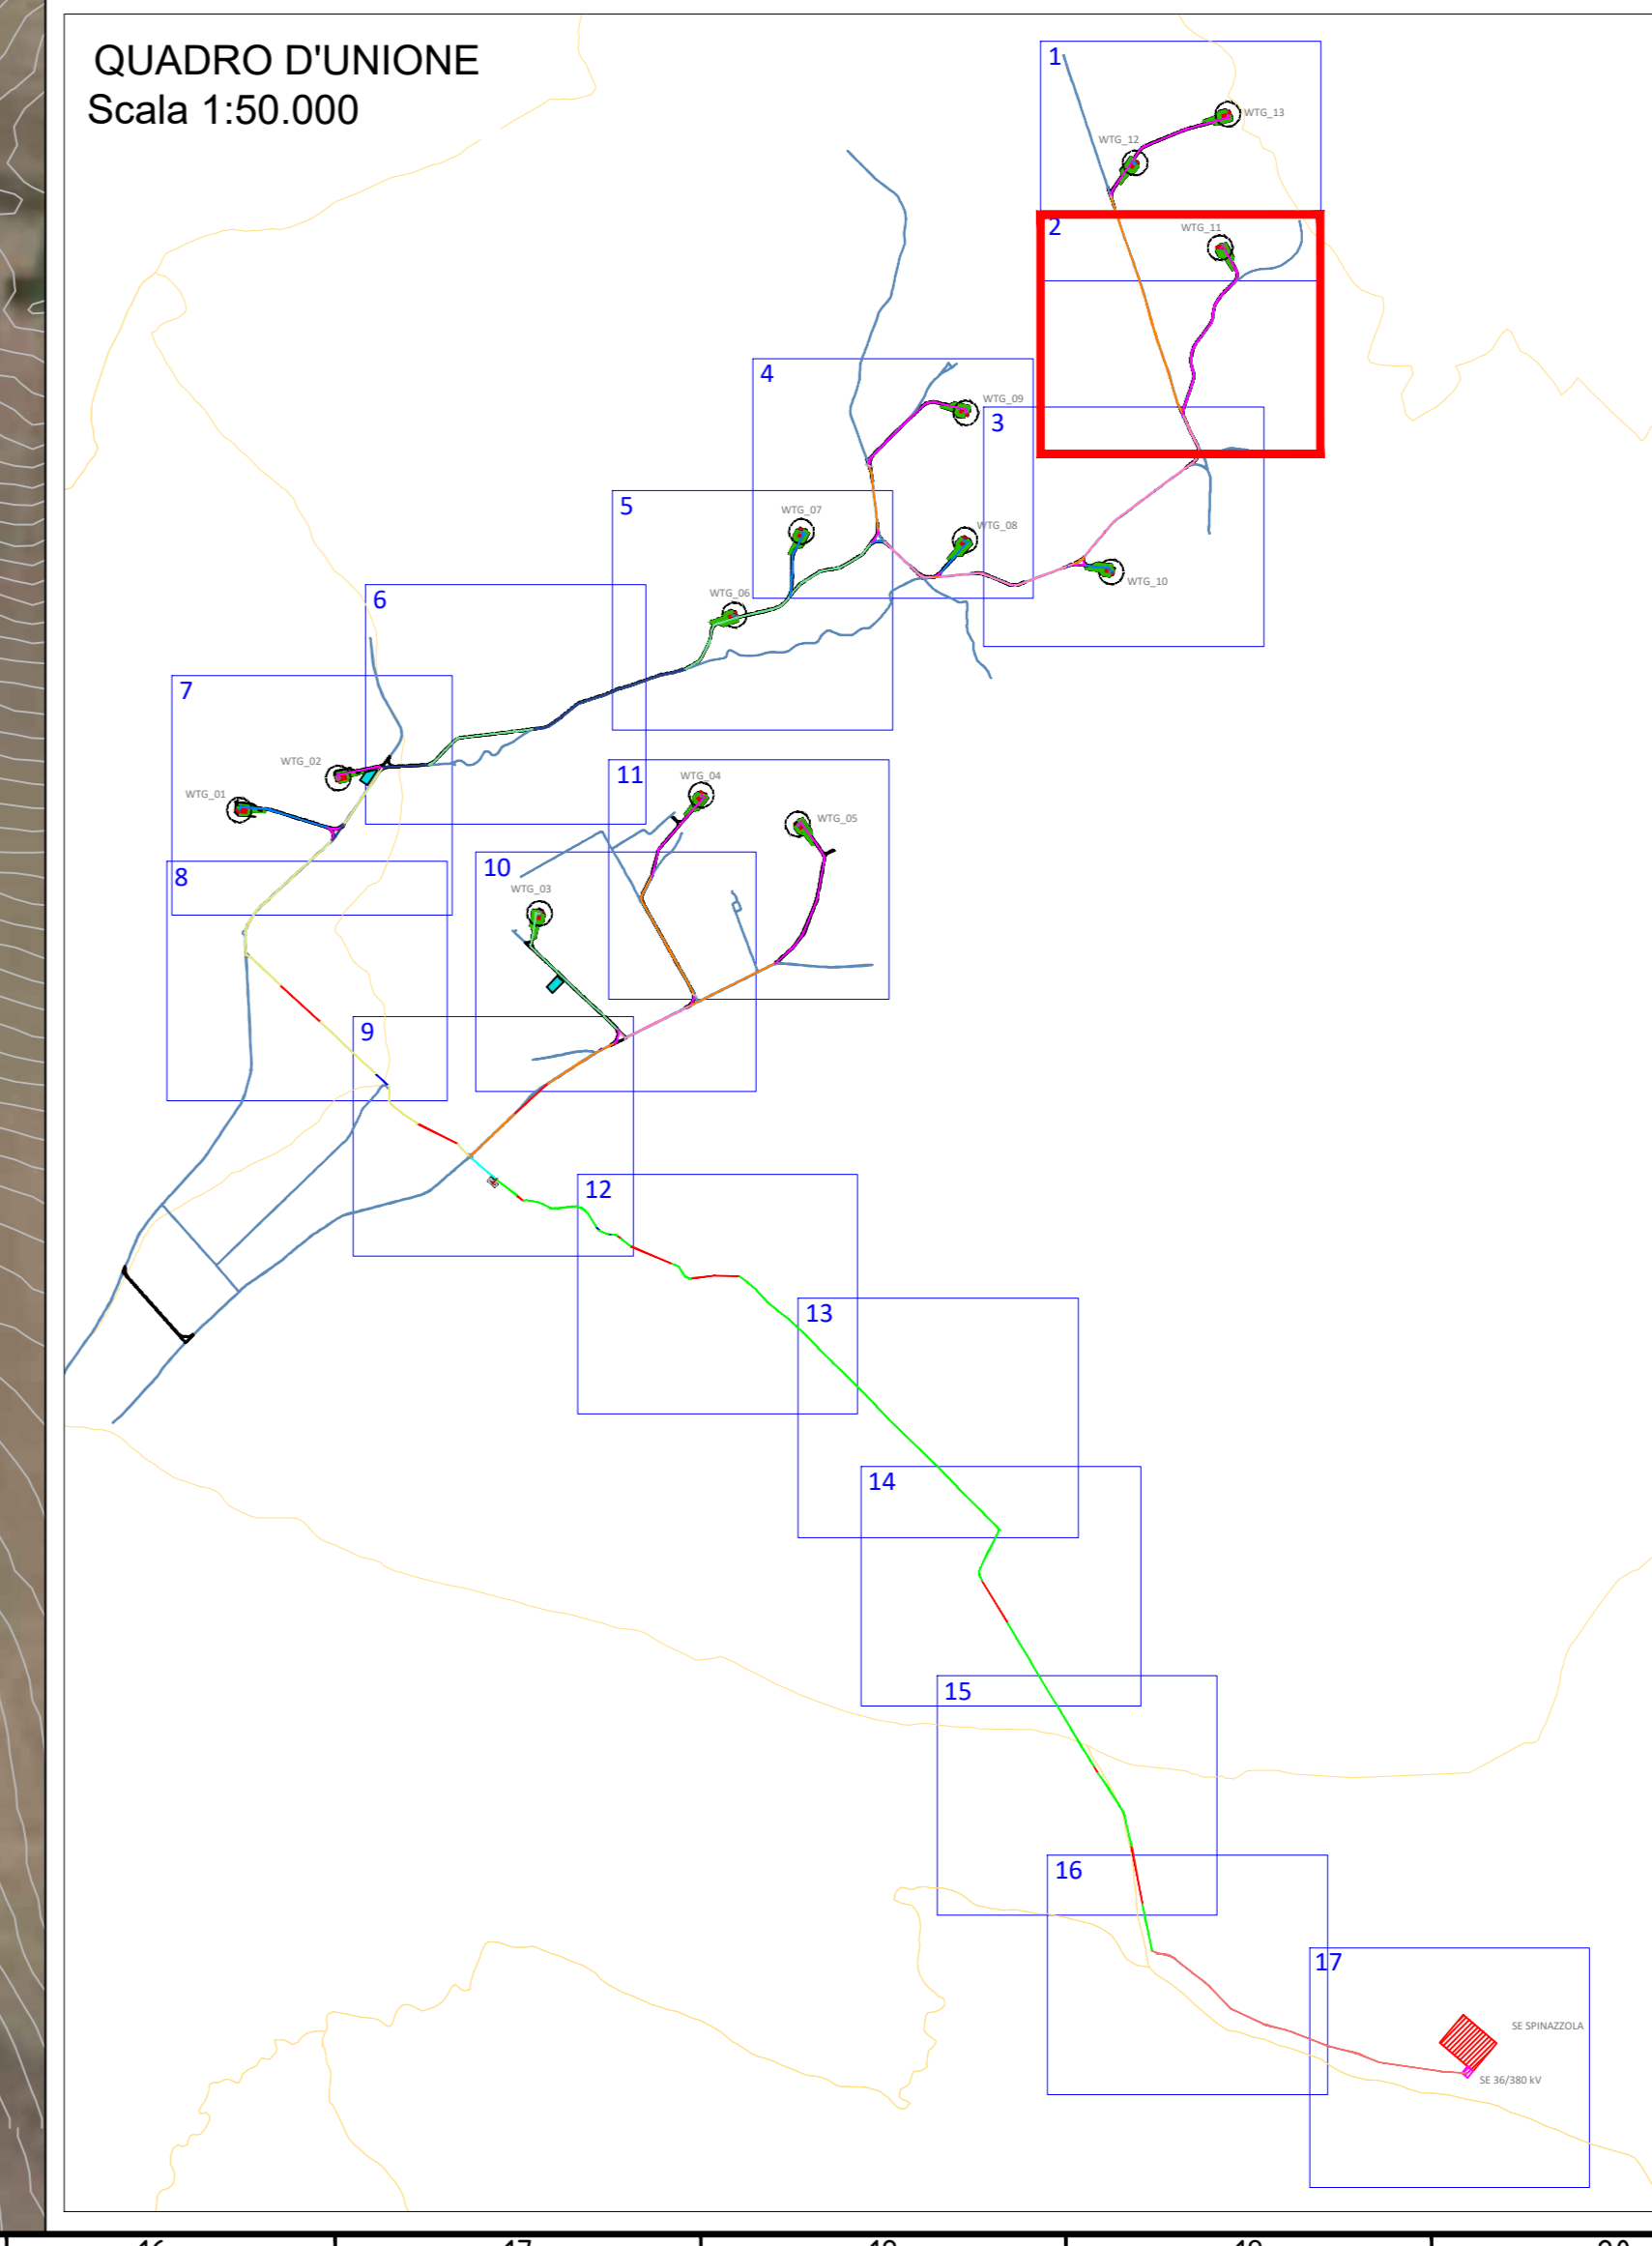 QUADRO D'UNIONE
Scala 1:50.000
1
WTG_13
WTG_12
2
WTG_11
4
WTG_09
3
5
WTG_07
WTG_08
WTG_10
6
WTG_06
7
WTG_02
WTG_01
11
WTG_04
WTG_05
8
10
WTG_03
9
12
13
14
15
16
17
SE SPINAZZOLA
SE 36/380 kV